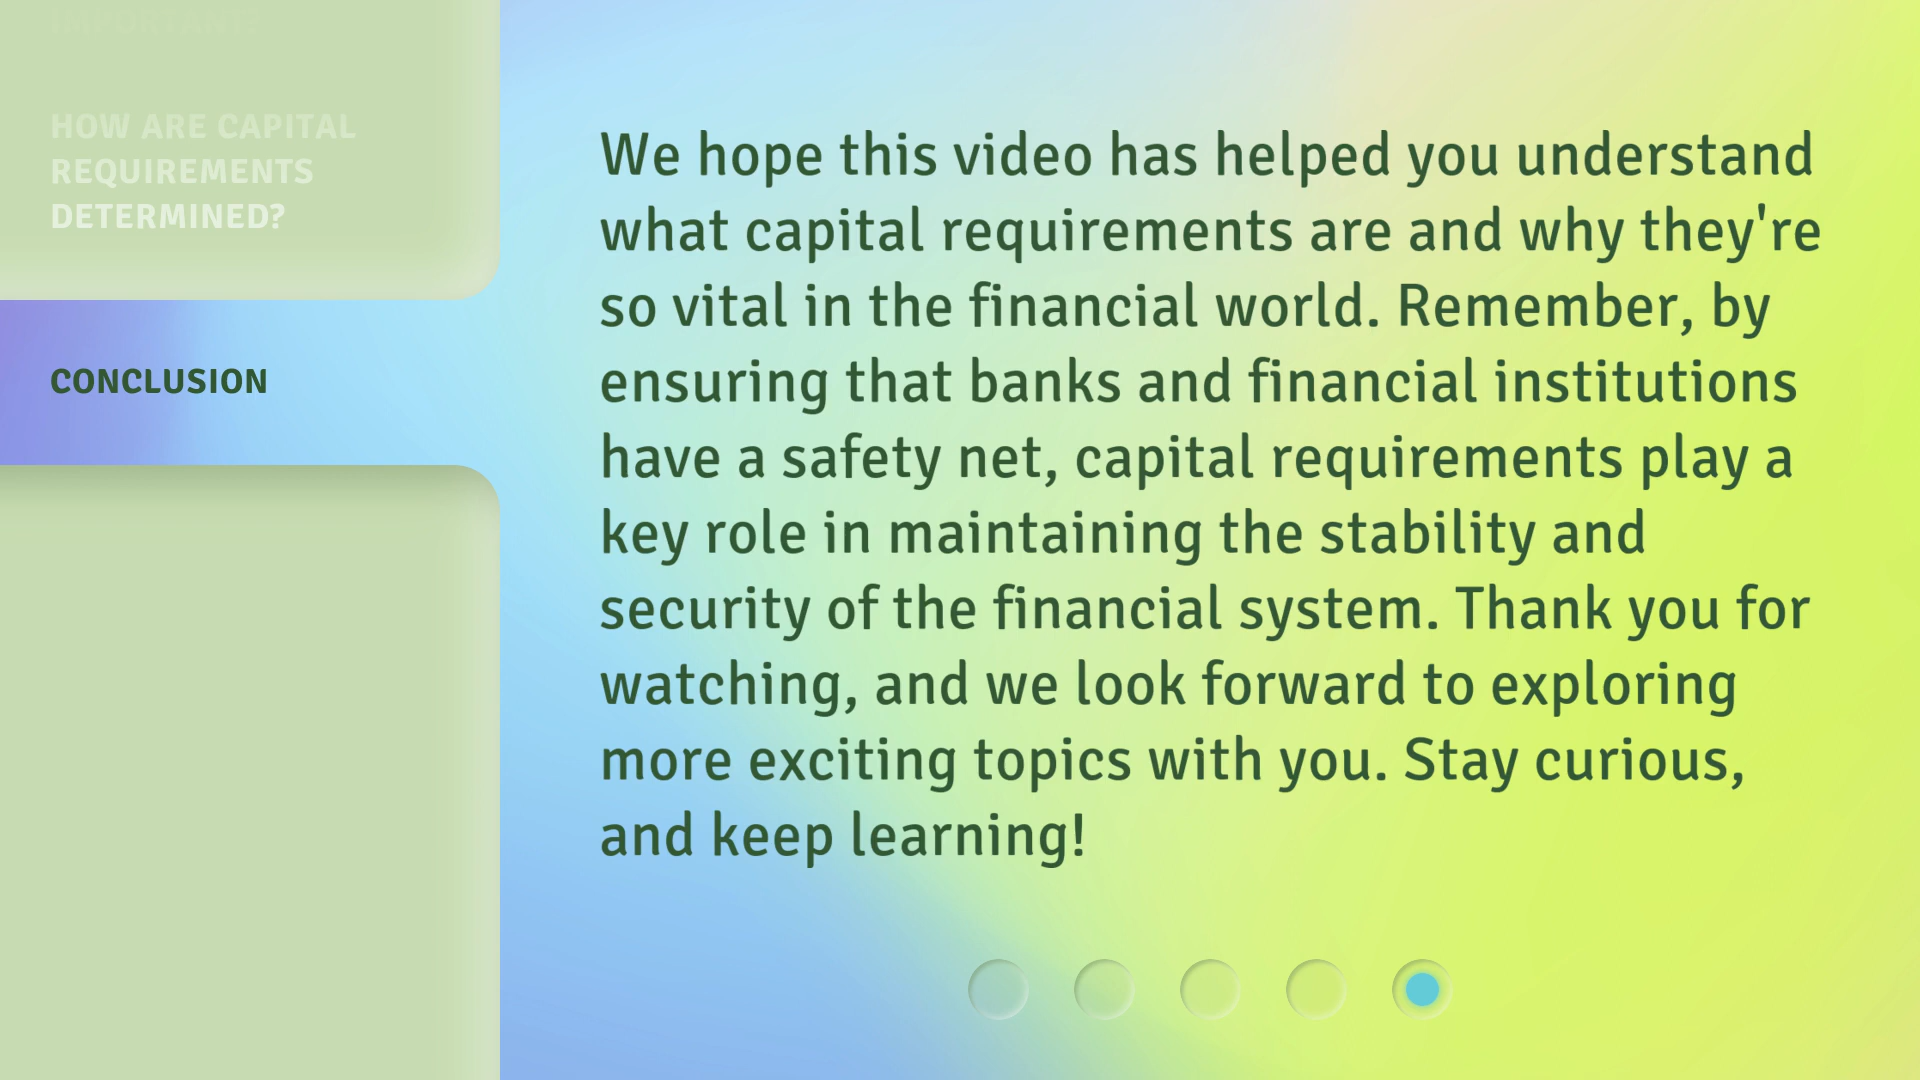 IMPORTANT?
HOW ARE CAPITAL
REQUIREMENTS
DETERMINED?
CONCLUSION
We hope this video has helped you understand
what capital requirements are and why they're
so vital in the financial world. Remember, by
ensuring that banks and financial institutions
have a safety net, capital requirements play a
key role in maintaining the stability and
security of the financial system. Thank you for
watching, and we look forward to exploring
more exciting topics with you. Stay curious,
and keep learning!